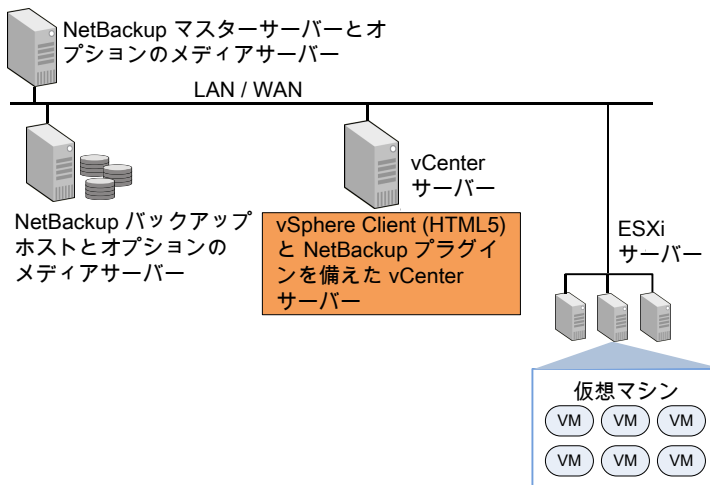 NetBackup マスターサーバーとオ
プションのメディアサーバー
LAN / WAN
vCenter
サーバー
NetBackup バックアップ
ホストとオプションの
メディアサーバー
vSphere Client (HTML5)
と NetBackup プラグイ
ンを備えた vCenter
サーバー
ESXi
サーバー
仮想マシン
VM VM VM
VM VM VM